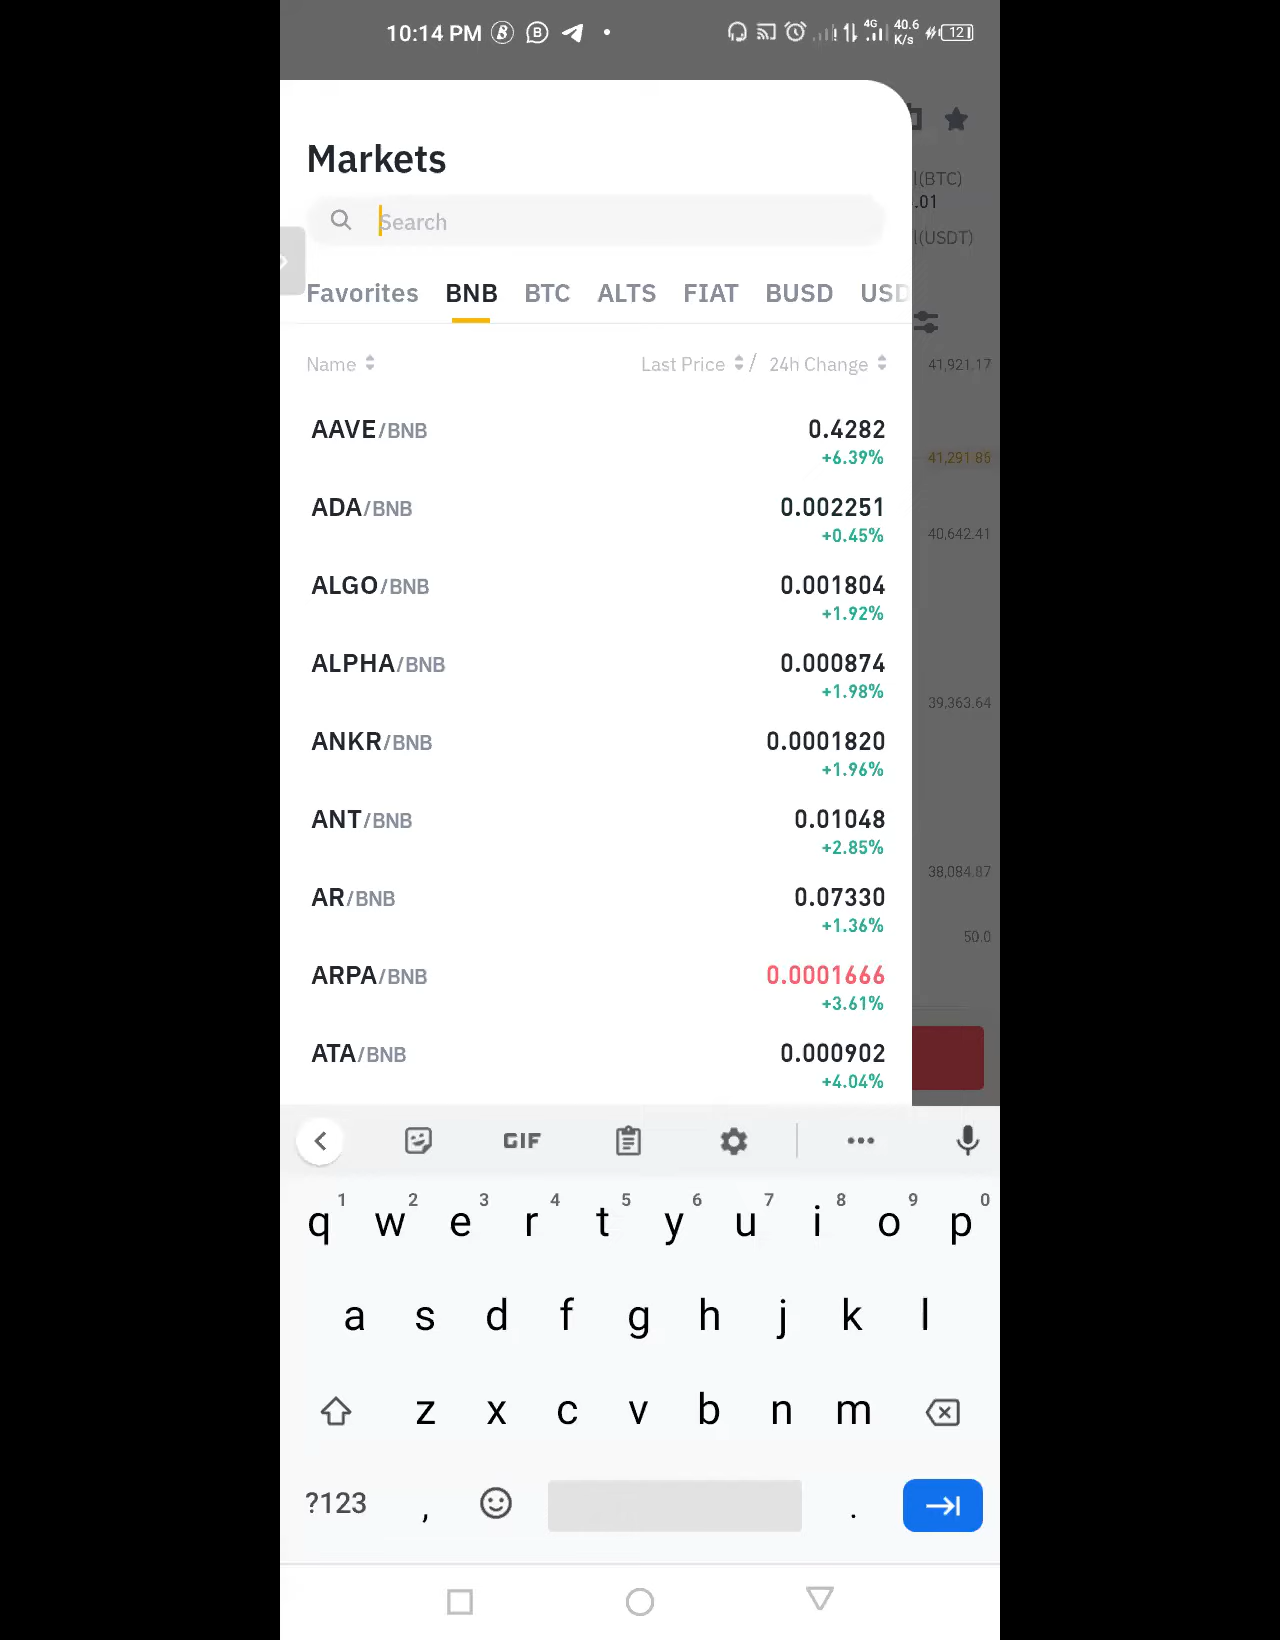 10:14 PM 4G 40.6 K/s 12
Markets
Search
Favorites BNB BTC ALTS FIAT BUSD USD
Name Last Price / 24h Change
AAVE/BNB 0.4282
+6.39%
ADA/BNB 0.002251
+0.45%
ALGO/BNB 0.001804
+1.92%
ALPHA/BNB 0.000874
+1.98%
ANKR/BNB 0.0001820
+1.96%
ANT/BNB 0.01048
+2.85%
AR/BNB 0.07330
+1.36%
ARPA/BNB 0.0001666
+3.61%
ATA/BNB 0.000902
+4.04%
l(BTC)
.01
l(USDT)
41,921.17
41,291.86
40,642.41
39,363.64
38,084.87
50.0
GIF
1 2 3 4 5 6 7 8 9 0
q w e r t y u i o p
a s d f g h j k l
z x c v b n m
?123 , .